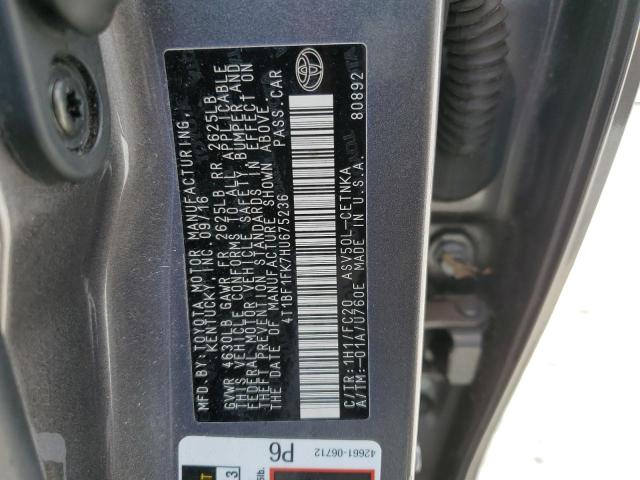 MFD.BY:TOYOTA MOTOR MANUFACTURING,
KENTUCKY, INC. 09/16
GVWR 4630LB GAWR FR 2625LB RR 2625LB
THIS VEHICLE CONFORMS TO ALL APPLICABLE
FEDERAL MOTOR VEHICLE SAFETY,BUMPER,AND
THEFT PREVENTION STANDARDS IN EFFECT ON
THE DATE OF MANUFACTURE SHOWN ABOVE.
4T1BF1FK7HU675236 PASS.CAR
C/TR:1H1/FC20 ASV50L-CETNKA
A/TM:-01A/U760E MADE IN U.S.A. 80892
P6
42661-06712